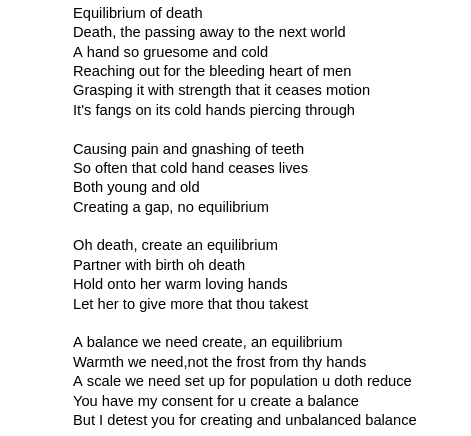 Equilibrium of death
Death, the passing away to the next world
A hand so gruesome and cold
Reaching out for the bleeding heart of men
Grasping it with strength that it ceases motion
It's fangs on its cold hands piercing through

Causing pain and gnashing of teeth
So often that cold hand ceases lives
Both young and old
Creating a gap, no equilibrium

Oh death, create an equilibrium
Partner with birth oh death
Hold onto her warm loving hands
Let her to give more that thou takest

A balance we need create, an equilibrium
Warmth we need,not the frost from thy hands
A scale we need set up for population u doth reduce
You have my consent for u create a balance
But I detest you for creating and unbalanced balance